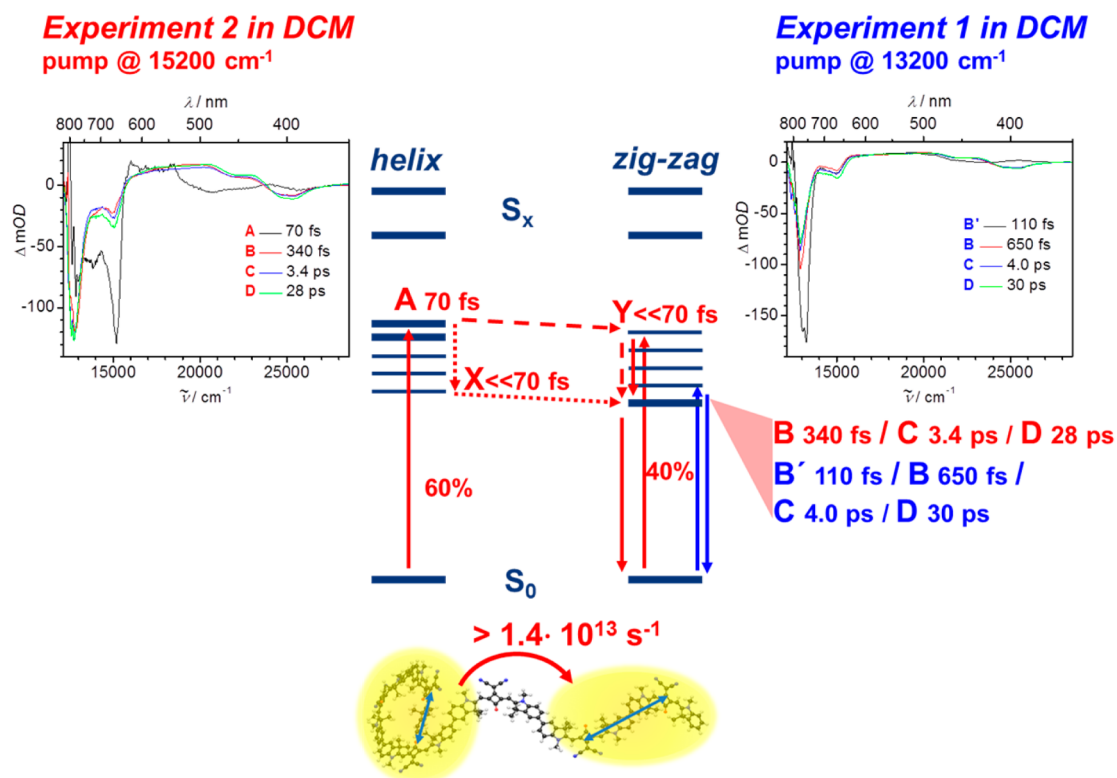 Experiment 2 in DCM
pump @ 15200 cm⁻¹
Experiment 1 in DCM
pump @ 13200 cm⁻¹
λ / nm
800 700 600 500 400
0
-50
-100
Δ mOD
A 70 fs
B 340 fs
C 3.4 ps
D 28 ps
15000 20000 25000
ν̃ / cm⁻¹
helix
zig-zag
Sₓ
A 70 fs
Y<<70 fs
X<<70 fs
60%
40%
S₀
λ / nm
800 700 600 500 400
0
-50
-100
-150
Δ mOD
B' 110 fs
B 650 fs
C 4.0 ps
D 30 ps
15000 20000 25000
ν̃ / cm⁻¹
B 340 fs / C 3.4 ps / D 28 ps
B´ 110 fs / B 650 fs /
C 4.0 ps / D 30 ps
> 1.4· 10¹³ s⁻¹